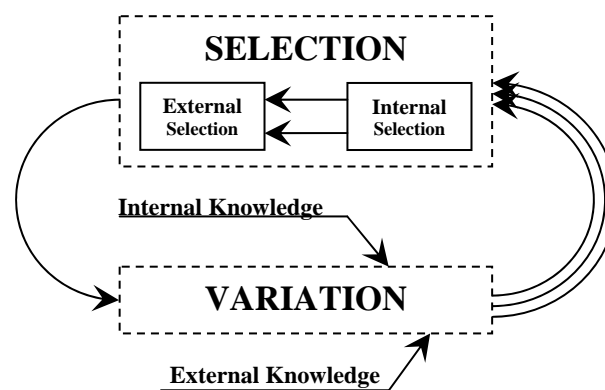 SELECTION
External
Selection
Internal
Selection
Internal Knowledge
VARIATION
External Knowledge